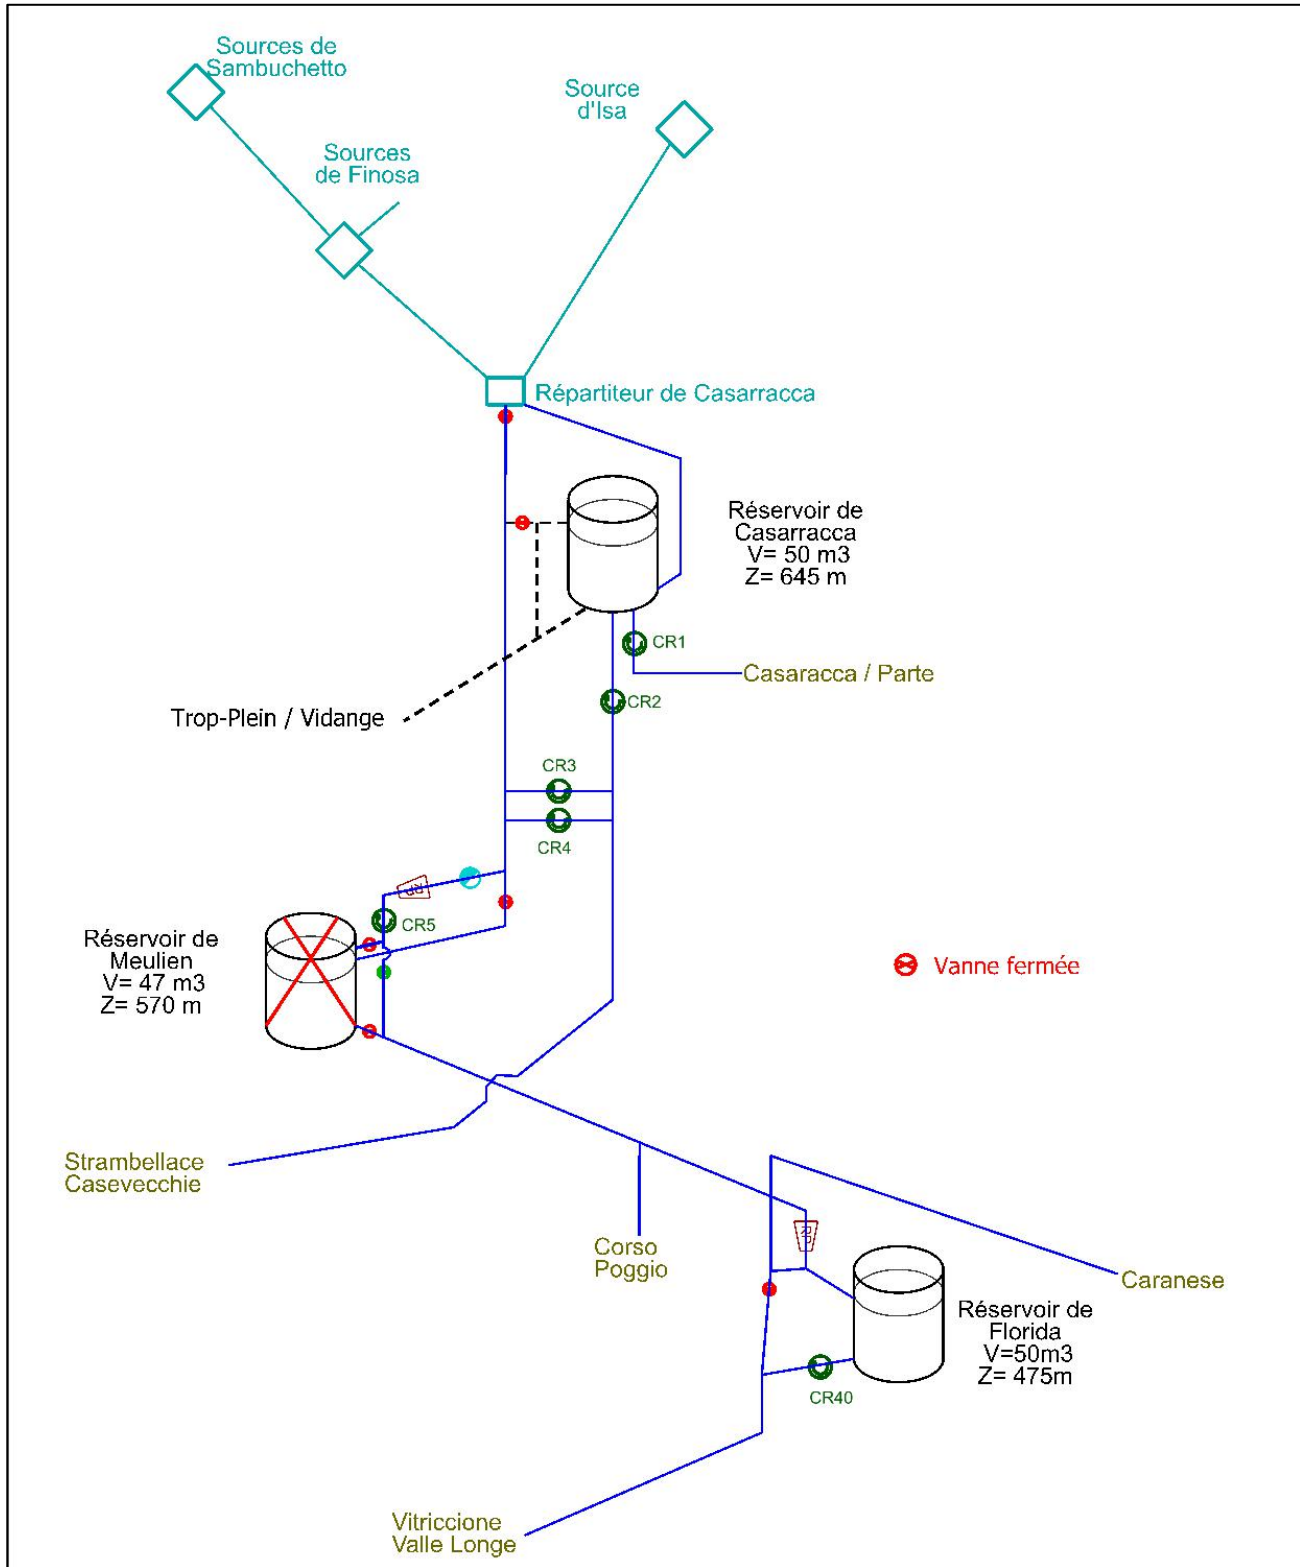 Sources de
Sambuchetto
Source
d'Isa
Sources
de Finosa
Répartiteur de Casarracca
Réservoir de
Casarracca
V= 50 m3
Z= 645 m
CR1
Casaracca / Parte
CR2
Trop-Plein / Vidange
CR3
CR4
RP
CR5
Réservoir de
Meulien
V= 47 m3
Z= 570 m
Vanne fermée
Strambellace
Casevecchie
Corso
Poggio
RP
Caranese
Réservoir de
Florida
V=50m3
Z= 475m
CR40
Vitriccione
Valle Longe